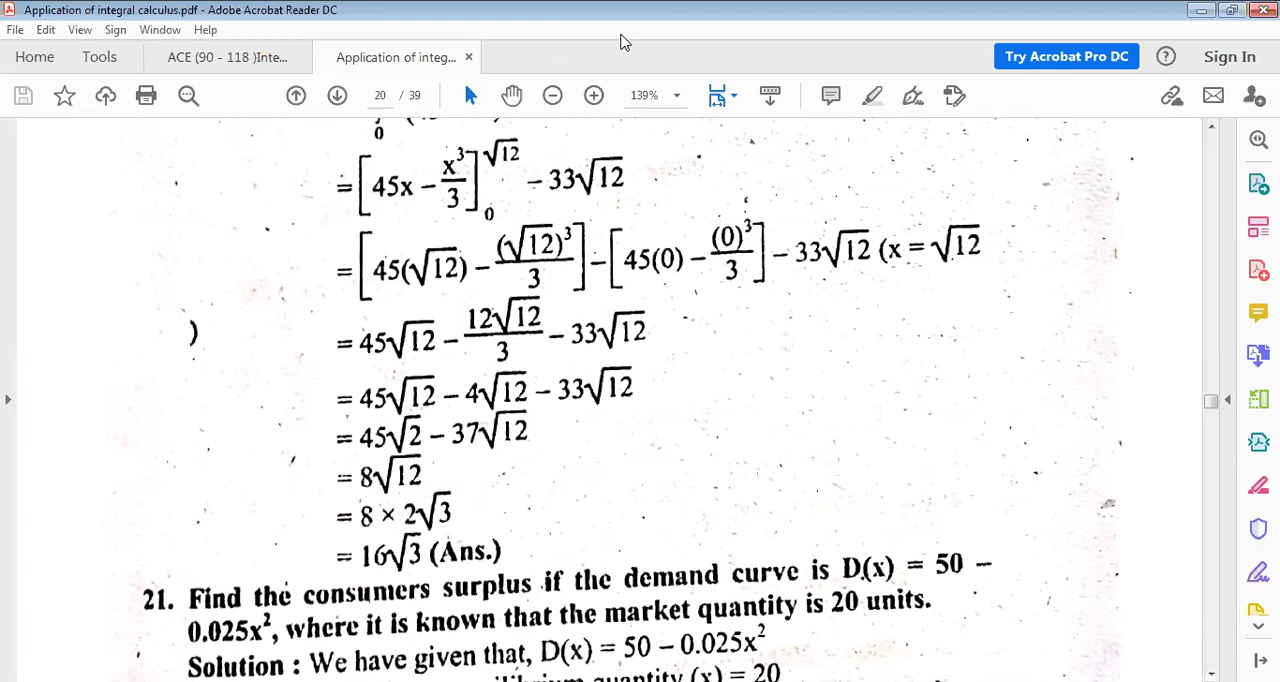 Application of integral calculus.pdf - Adobe Acrobat Reader DC
File Edit View Sign Window Help
Home Tools ACE (90 - 118 )Inte... Application of integ... × Try Acrobat Pro DC Sign In
20 / 39 139%
0
= [45x − x³/3]₀^√12 − 33√12
= [45(√12) − (√12)³/3] − [45(0) − (0)³/3] − 33√12 (x = √12
)
= 45√12 − 12√12/3 − 33√12
= 45√12 − 4√12 − 33√12
= 45√2 − 37√12
= 8√12
= 8 × 2√3
= 16√3 (Ans.)
21. Find the consumers surplus if the demand curve is D(x) = 50 −
0.025x², where it is known that the market quantity is 20 units.
Solution : We have given that, D(x) = 50 − 0.025x²
quantity (x) = 20